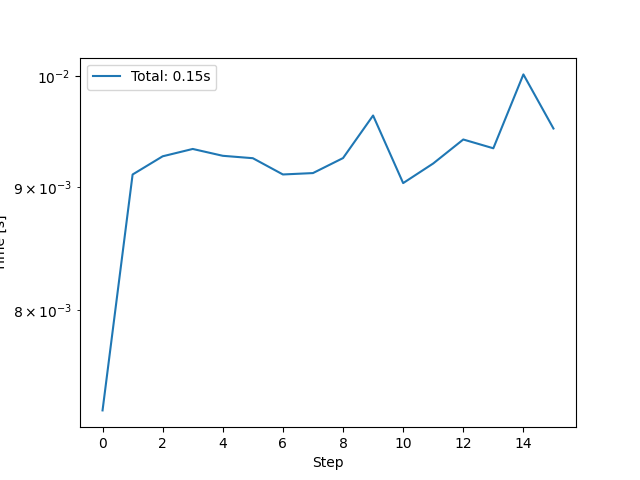 Total: 0.15s
10⁻²
9 × 10⁻³
8 × 10⁻³
Time [s]
0 2 4 6 8 10 12 14
Step